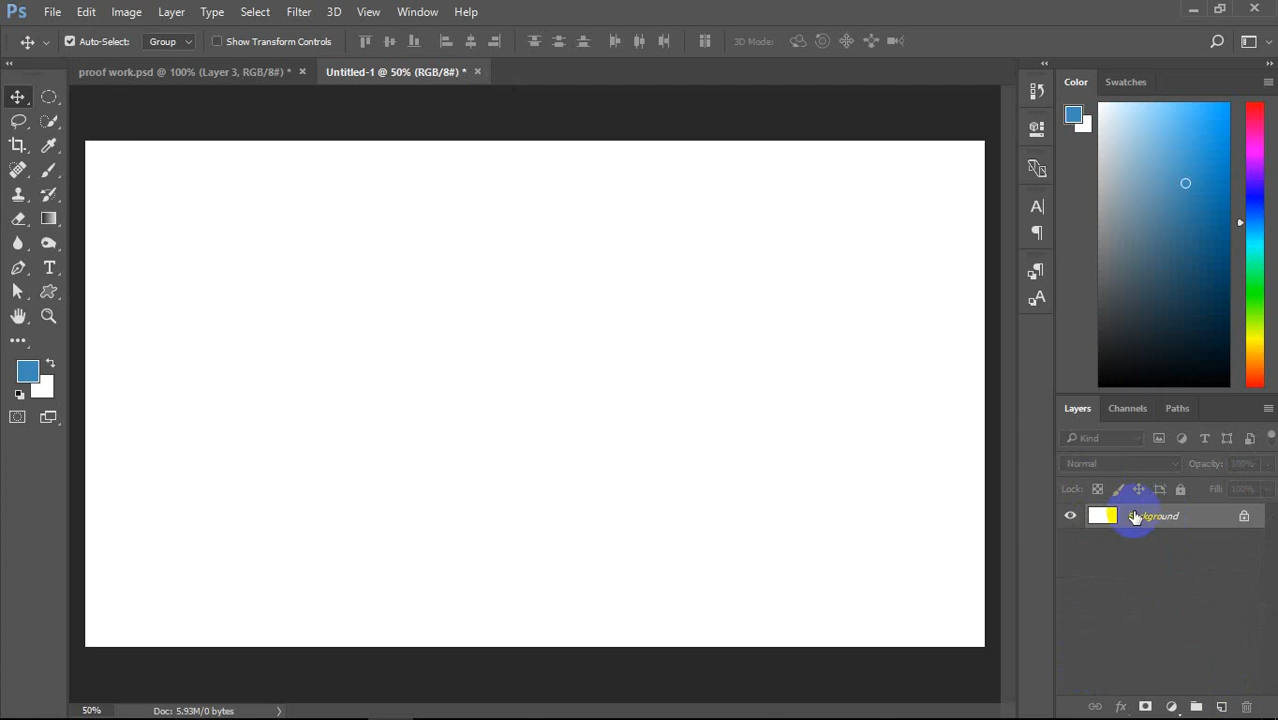 Ps File Edit Image Layer Type Select Filter 3D View Window Help
Auto-Select: Group Show Transform Controls 3D Mode:
proof work.psd @ 100% (Layer 3, RGB/8#) * × Untitled-1 @ 50% (RGB/8#) * ×
Color Swatches
Layers Channels Paths
Kind
Normal Opacity: 100%
Lock: Fill: 100%
Background
50% Doc: 5.93M/0 bytes